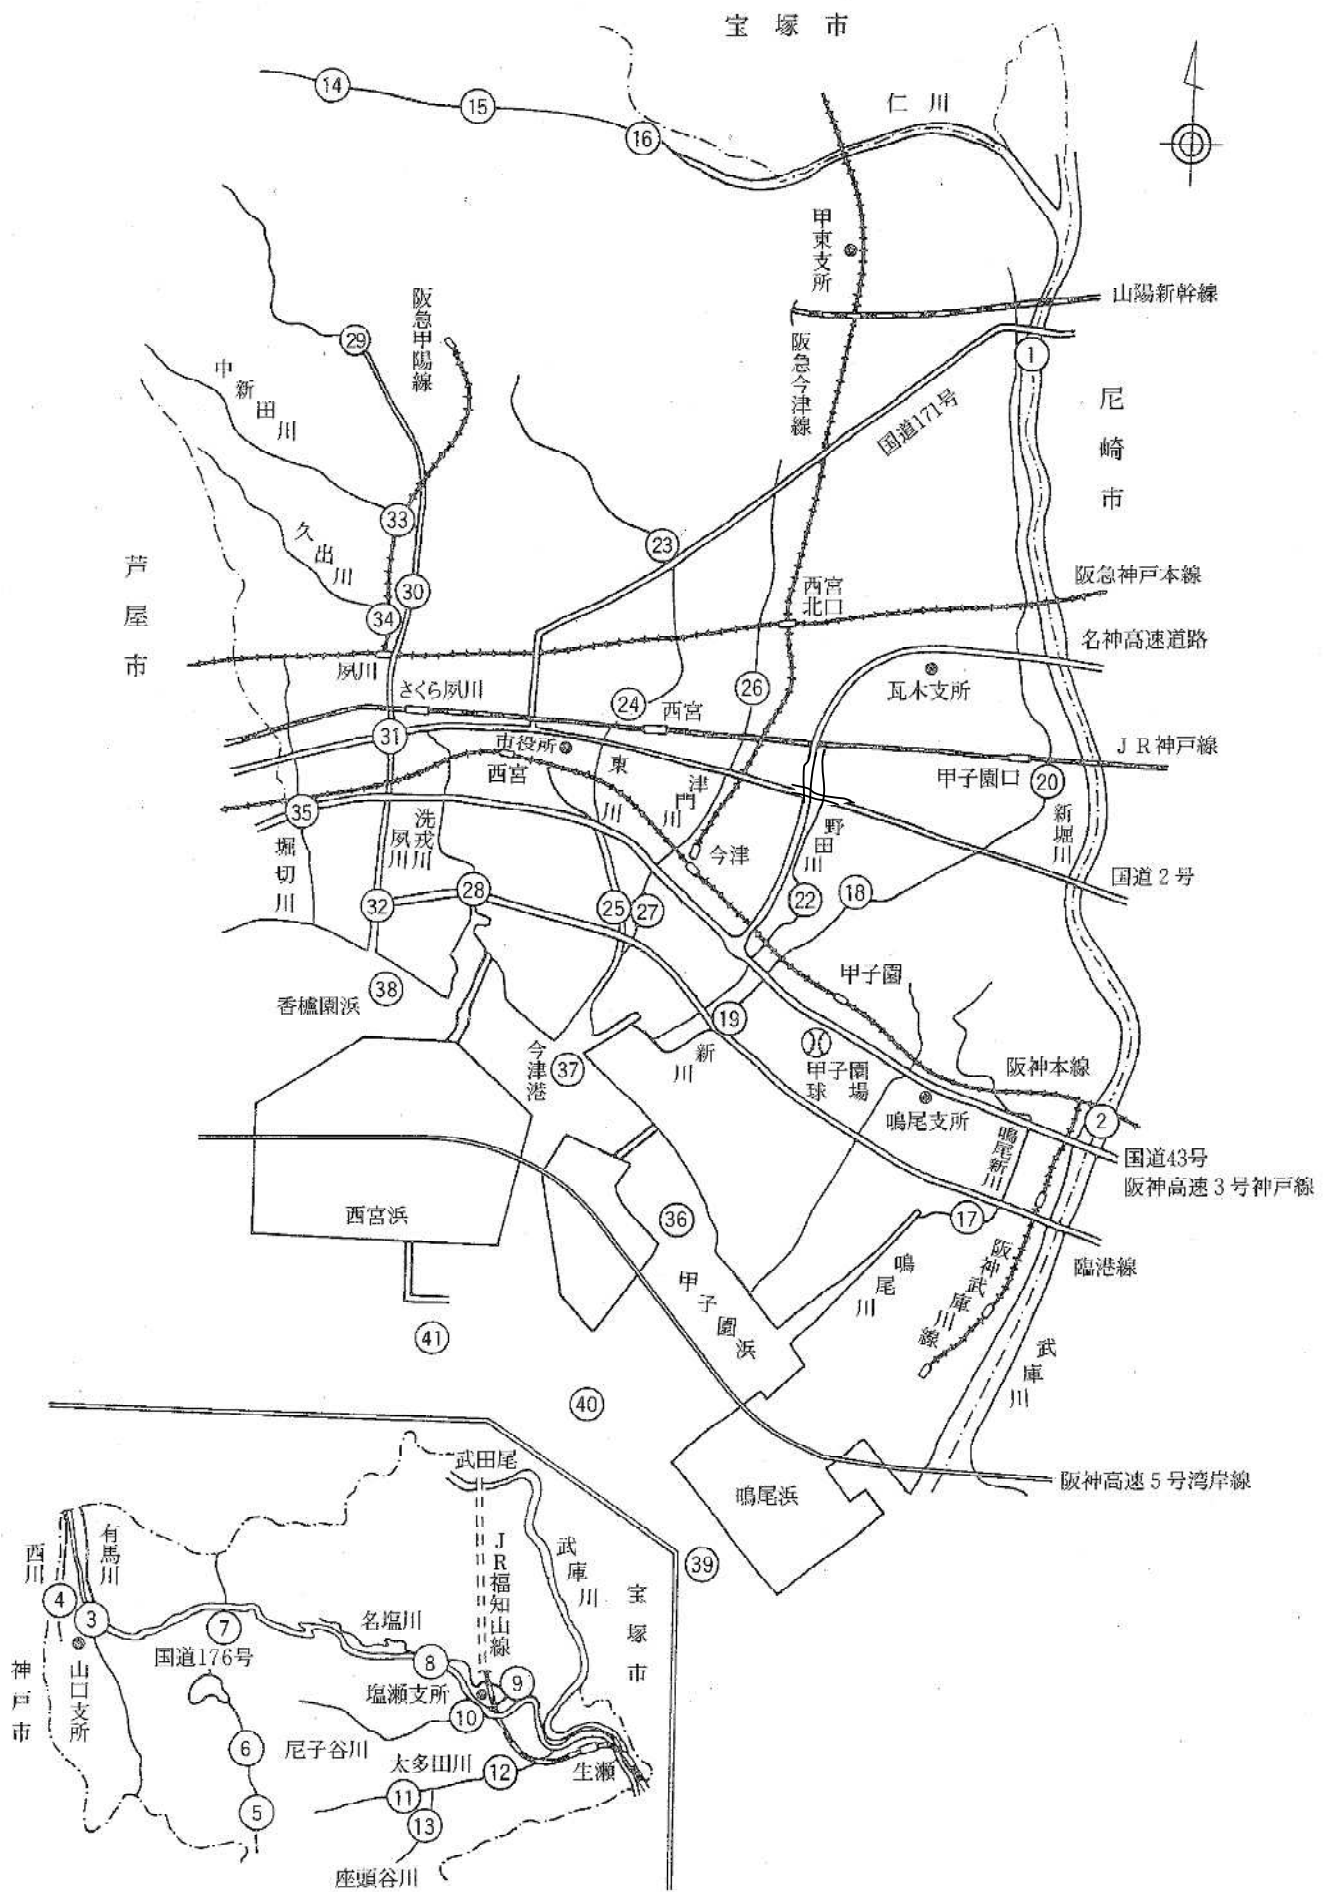 宝塚市
14
15
16
仁川
甲東支所
山陽新幹線
阪急甲陽線
29
阪急今津線
1
国道171号
尼崎市
中新田川
33
23
久出川
芦屋市
30
34
阪急神戸本線
西宮北口
名神高速道路
夙川
さくら夙川
24
西宮
26
瓦木支所
31
市役所
西宮
東川
津門川
JR神戸線
甲子園口
20
35
堀切川
夙川
洗戎川
今津
野田川
新堀川
国道2号
32
28
25
27
22
18
38
香櫨園浜
甲子園
19
新川
今津港
37
甲子園球場
阪神本線
鳴尾支所
2
鳴尾新川
国道43号
阪神高速3号神戸線
西宮浜
36
17
臨港線
甲子園浜
鳴尾川
阪神武庫川線
武庫川
41
40
鳴尾浜
阪神高速5号湾岸線
39
武田尾
西川
有馬川
JR福知山線
武庫川
宝塚市
4
3
7
名塩川
国道176号
8
9
神戸市
山口支所
塩瀬支所
10
6
尼子谷川
太多田川
12
生瀬
5
11
13
座頭谷川